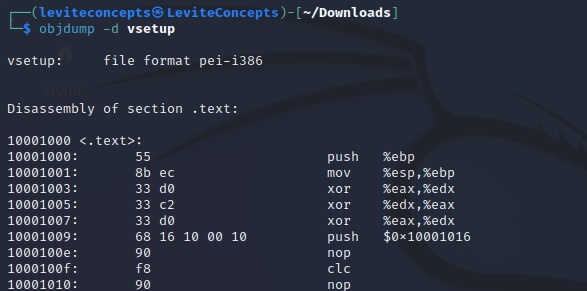 ┌──(leviteconcepts㉿LeviteConcepts)-[~/Downloads]
└─$ objdump -d vsetup
vsetup:     file format pei-i386
Home
Disassembly of section .text:
10001000 <.text>:
10001000:	55	push   %ebp
10001001:	8b ec	mov    %esp,%ebp
10001003:	33 d0	xor    %eax,%edx
10001005:	33 c2	xor    %edx,%eax
10001007:	33 d0	xor    %eax,%edx
10001009:	68 16 10 00 10	push   $0×10001016
1000100e:	90	nop
1000100f:	f8	clc
10001010:	90	nop